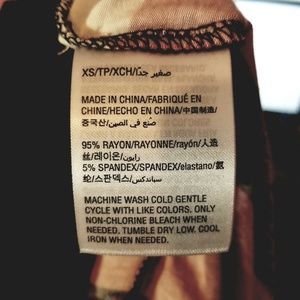 XS/TP/XCH/صغير جدًا
MADE IN CHINA/FABRIQUÉ EN
CHINE/HECHO EN CHINA/中国制造/
중국산/صُنع في الصين
95% RAYON/RAYONNE/rayón/人造
丝/레이온/رايون
5% SPANDEX/SPANDEX/elastano/氨
纶/스판덱스/سباندكس
MACHINE WASH COLD GENTLE
CYCLE WITH LIKE COLORS. ONLY
NON-CHLORINE BLEACH WHEN
NEEDED. TUMBLE DRY LOW. COOL
IRON WHEN NEEDED.